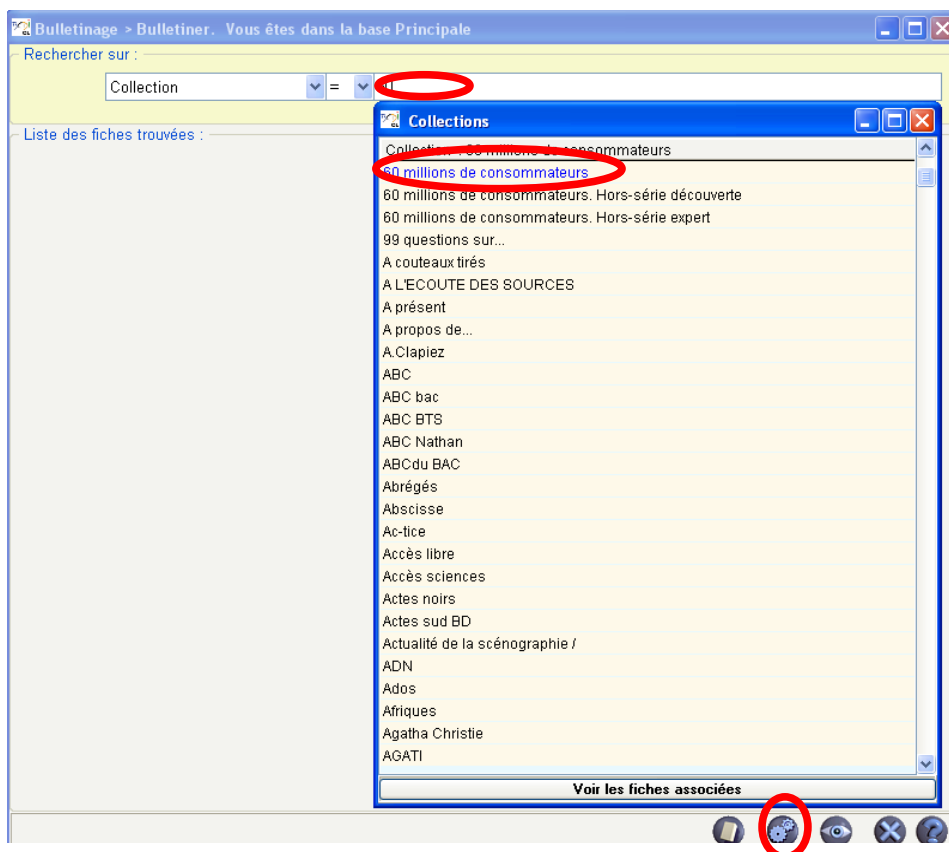 Bulletinage > Bulletiner. Vous êtes dans la base Principale
Rechercher sur :
Collection =
Liste des fiches trouvées :
Collections
60 millions de consommateurs
60 millions de consommateurs. Hors-série découverte
60 millions de consommateurs. Hors-série expert
99 questions sur...
A couteaux tirés
A L'ECOUTE DES SOURCES
A présent
A propos de...
A.Clapiez
ABC
ABC bac
ABC BTS
ABC Nathan
ABCdu BAC
Abrégés
Abscisse
Ac-tice
Accès libre
Accès sciences
Actes noirs
Actes sud BD
Actualité de la scénographie /
ADN
Ados
Afriques
Agatha Christie
AGATI
Voir les fiches associées